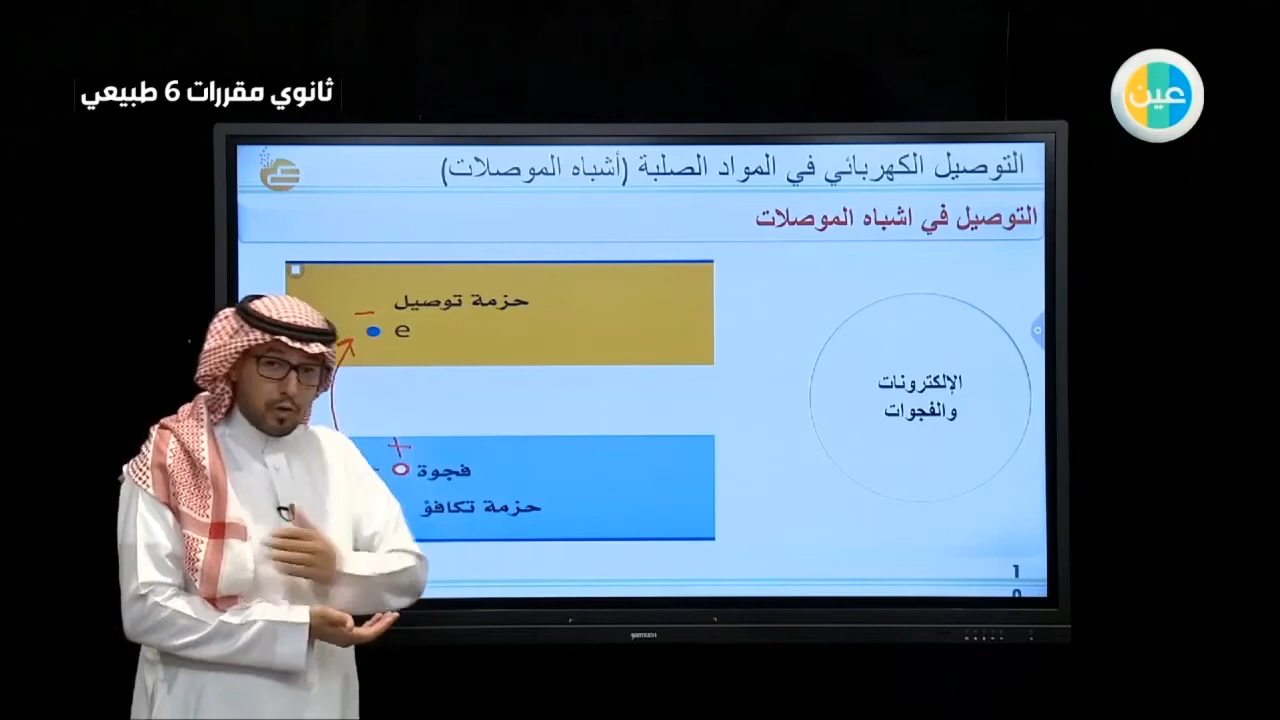 ثانوي مقررات 6 طبيعي
عين
التوصيل الكهربائي في المواد الصلبة (أشباه الموصلات)
التوصيل في اشباه الموصلات
حزمة توصيل
−
e
+
فجوة
حزمة تكافؤ
الإلكترونات
والفجوات
1